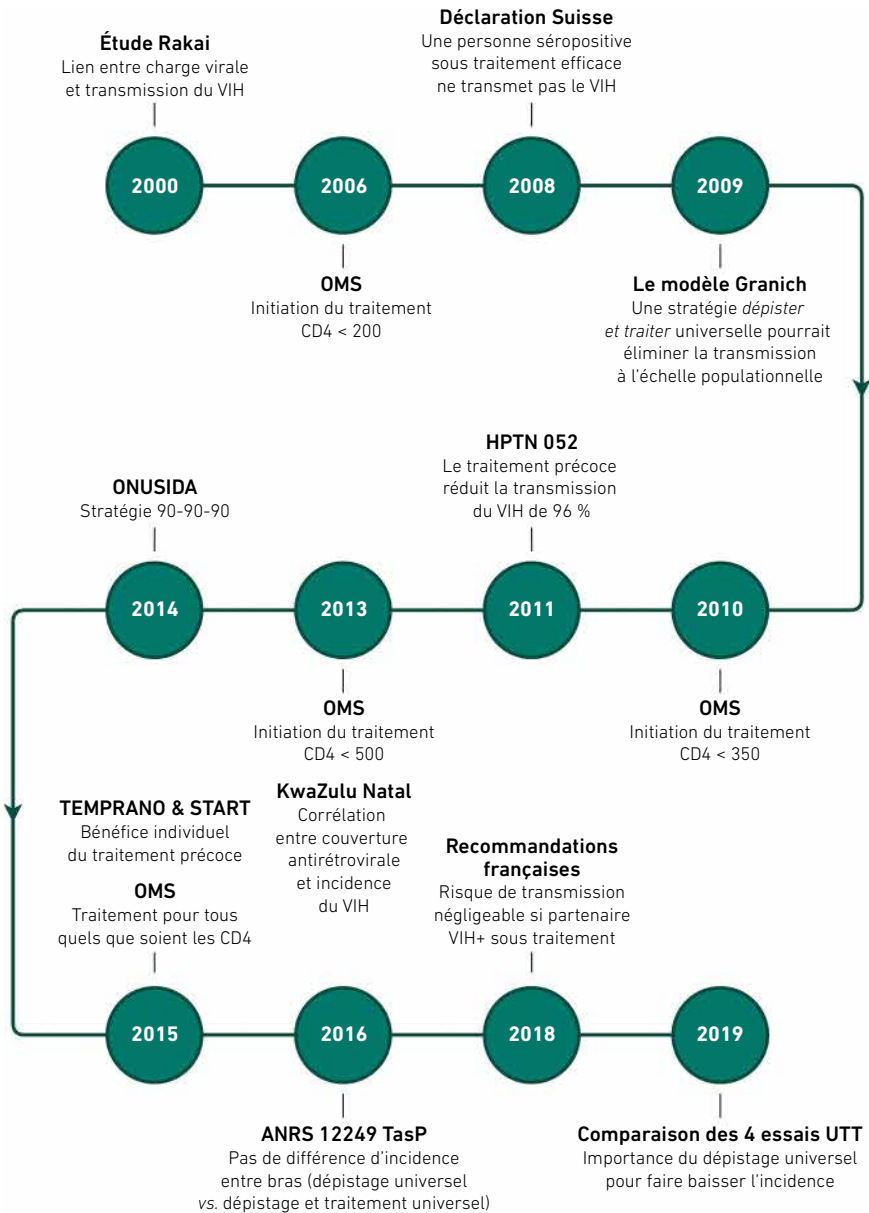 Étude Rakai
Lien entre charge virale
et transmission du VIH
2000
2006
OMS
Initiation du traitement
CD4 < 200
Déclaration Suisse
Une personne séropositive
sous traitement efficace
ne transmet pas le VIH
2008
2009
Le modèle Granich
Une stratégie dépister
et traiter universelle pourrait
éliminer la transmission
à l'échelle populationnelle
2010
OMS
Initiation du traitement
CD4 < 350
HPTN 052
Le traitement précoce
réduit la transmission
du VIH de 96 %
2011
2013
OMS
Initiation du traitement
CD4 < 500
ONUSIDA
Stratégie 90-90-90
2014
TEMPRANO & START
Bénéfice individuel
du traitement précoce
OMS
Traitement pour tous
quels que soient les CD4
2015
KwaZulu Natal
Corrélation
entre couverture
antirétrovirale
et incidence
du VIH
2016
ANRS 12249 TasP
Pas de différence d'incidence
entre bras (dépistage universel
vs. dépistage et traitement universel)
Recommandations
françaises
Risque de transmission
négligeable si partenaire
VIH+ sous traitement
2018
2019
Comparaison des 4 essais UTT
Importance du dépistage universel
pour faire baisser l'incidence